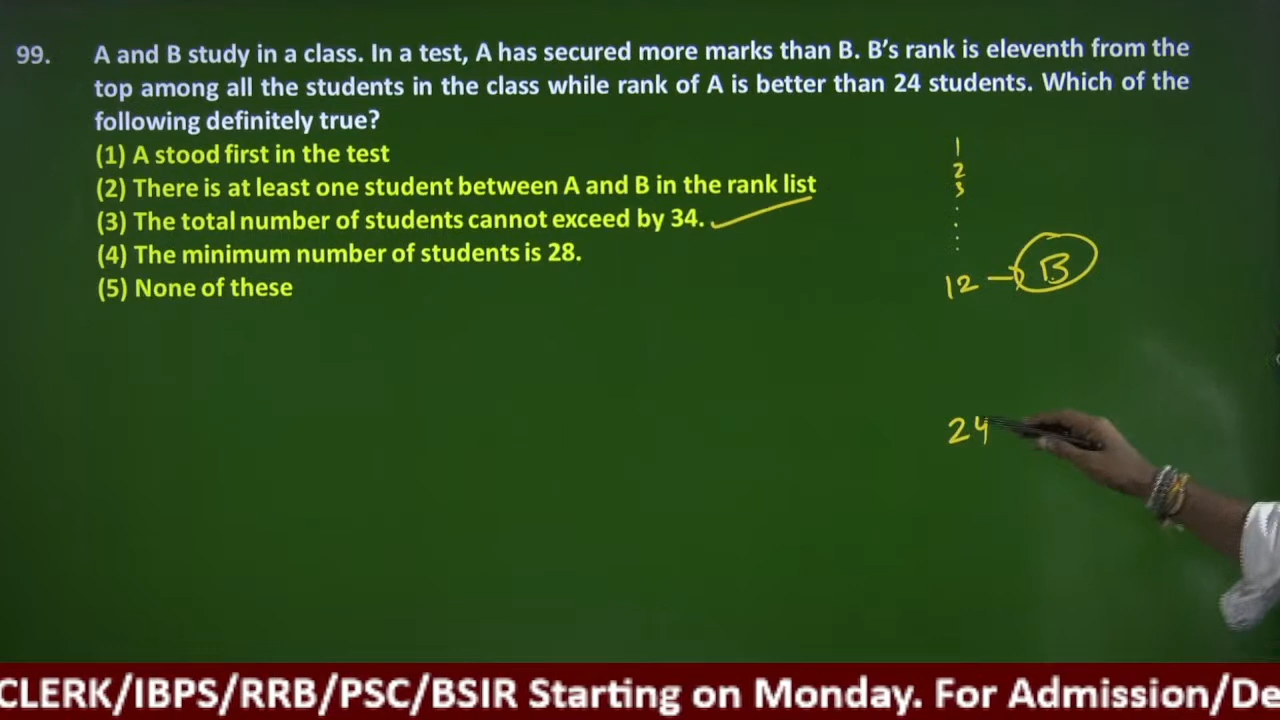 99. A and B study in a class. In a test, A has secured more marks than B. B's rank is eleventh from the
top among all the students in the class while rank of A is better than 24 students. Which of the
following definitely true?
(1) A stood first in the test
(2) There is at least one student between A and B in the rank list
(3) The total number of students cannot exceed by 34.
(4) The minimum number of students is 28.
(5) None of these
1
2
3
12 → B
24
CLERK/IBPS/RRB/PSC/BSIR Starting on Monday. For Admission/De